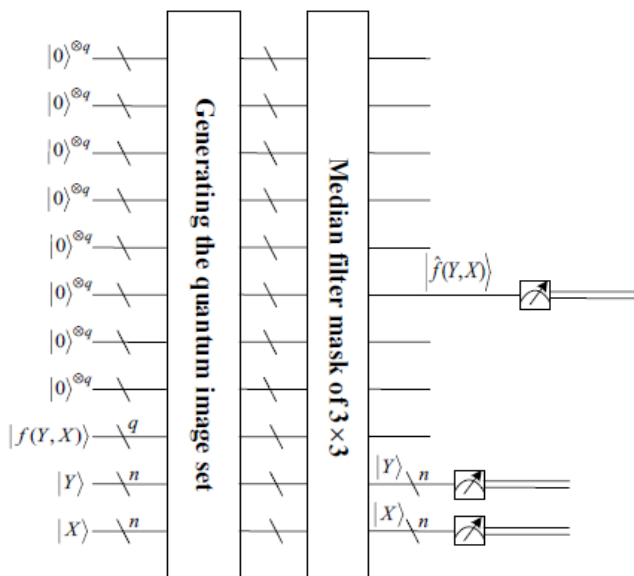 |0⟩⊗q
|0⟩⊗q
|0⟩⊗q
|0⟩⊗q
|0⟩⊗q
|0⟩⊗q
|0⟩⊗q
|0⟩⊗q
|f(Y,X)⟩ q
|Y⟩ n
|X⟩ n
Generating the quantum image set
Median filter mask of 3×3
|f̂(Y,X)⟩
|Y⟩ n
|X⟩ n